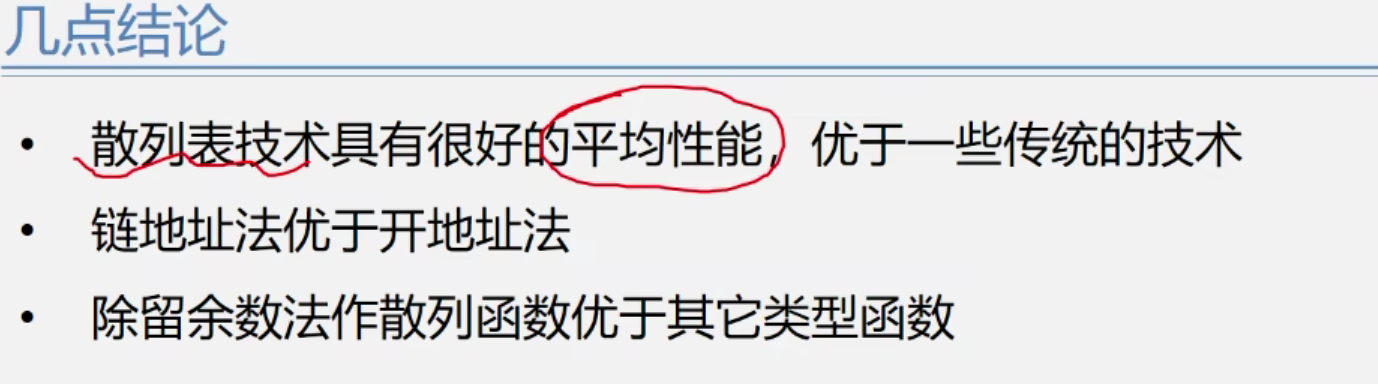 几点结论
• 散列表技术具有很好的平均性能，优于一些传统的技术
• 链地址法优于开地址法
• 除留余数法作散列函数优于其它类型函数